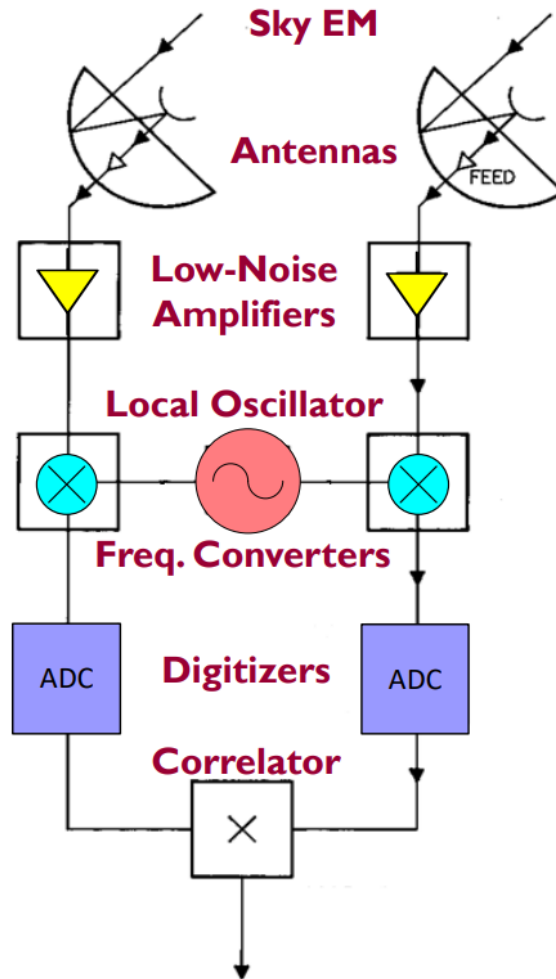 Sky EM
Antennas
FEED
Low-Noise
Amplifiers
Local Oscillator
Freq. Converters
ADC
Digitizers
ADC
Correlator